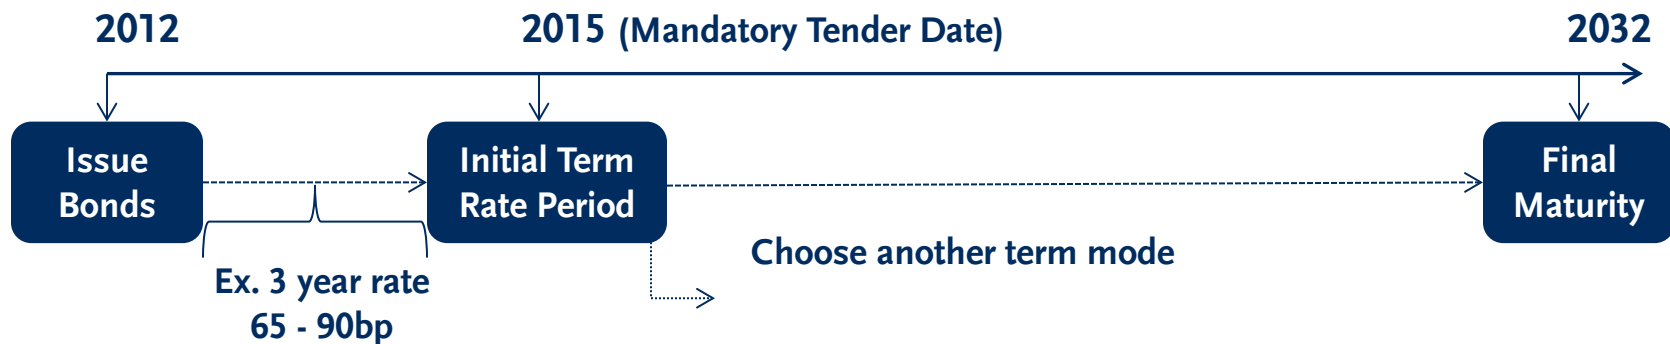 2012
2015 (Mandatory Tender Date)
2032
Issue
Bonds
Initial Term
Rate Period
Final
Maturity
Ex. 3 year rate
65 - 90bp
Choose another term mode